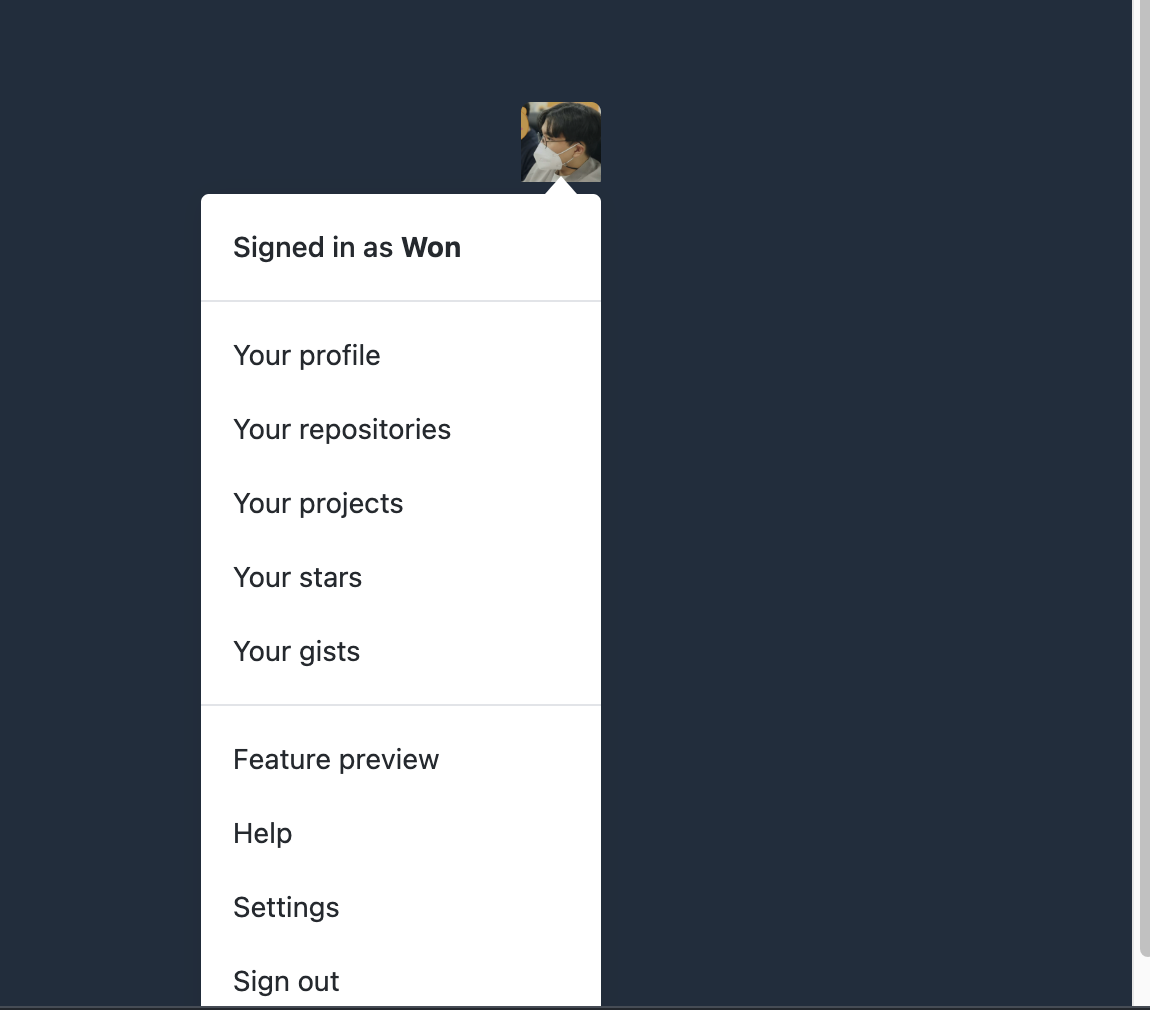 Signed in as Won
Your profile
Your repositories
Your projects
Your stars
Your gists
Feature preview
Help
Settings
Sign out